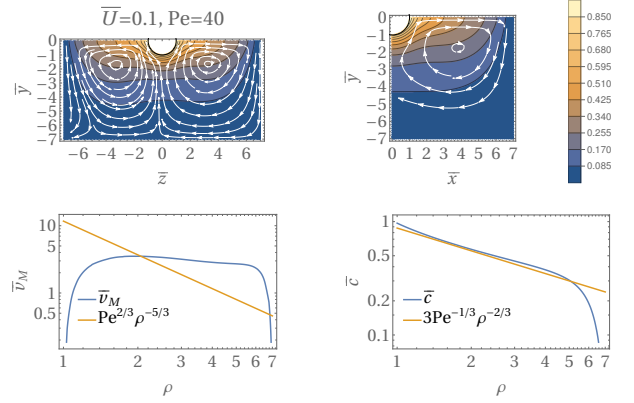 U̅=0.1, Pe=40
0
−1
−2
−3
−4
−5
−6
−7
y̅
−6 −4 −2 0 2 4 6
z̅
0
−1
−2
−3
−4
−5
−6
−7
y̅
0 1 2 3 4 5 6 7
x̅
0.850
0.765
0.680
0.595
0.510
0.425
0.340
0.255
0.170
0.085
10
5
1
0.5
v̅_M
v̅_M
Pe^{2/3}ρ^{−5/3}
1 2 3 4 5 6 7
ρ
1
0.5
0.2
0.1
c̅
c̅
3Pe^{−1/3}ρ^{−2/3}
1 2 3 4 5 6 7
ρ